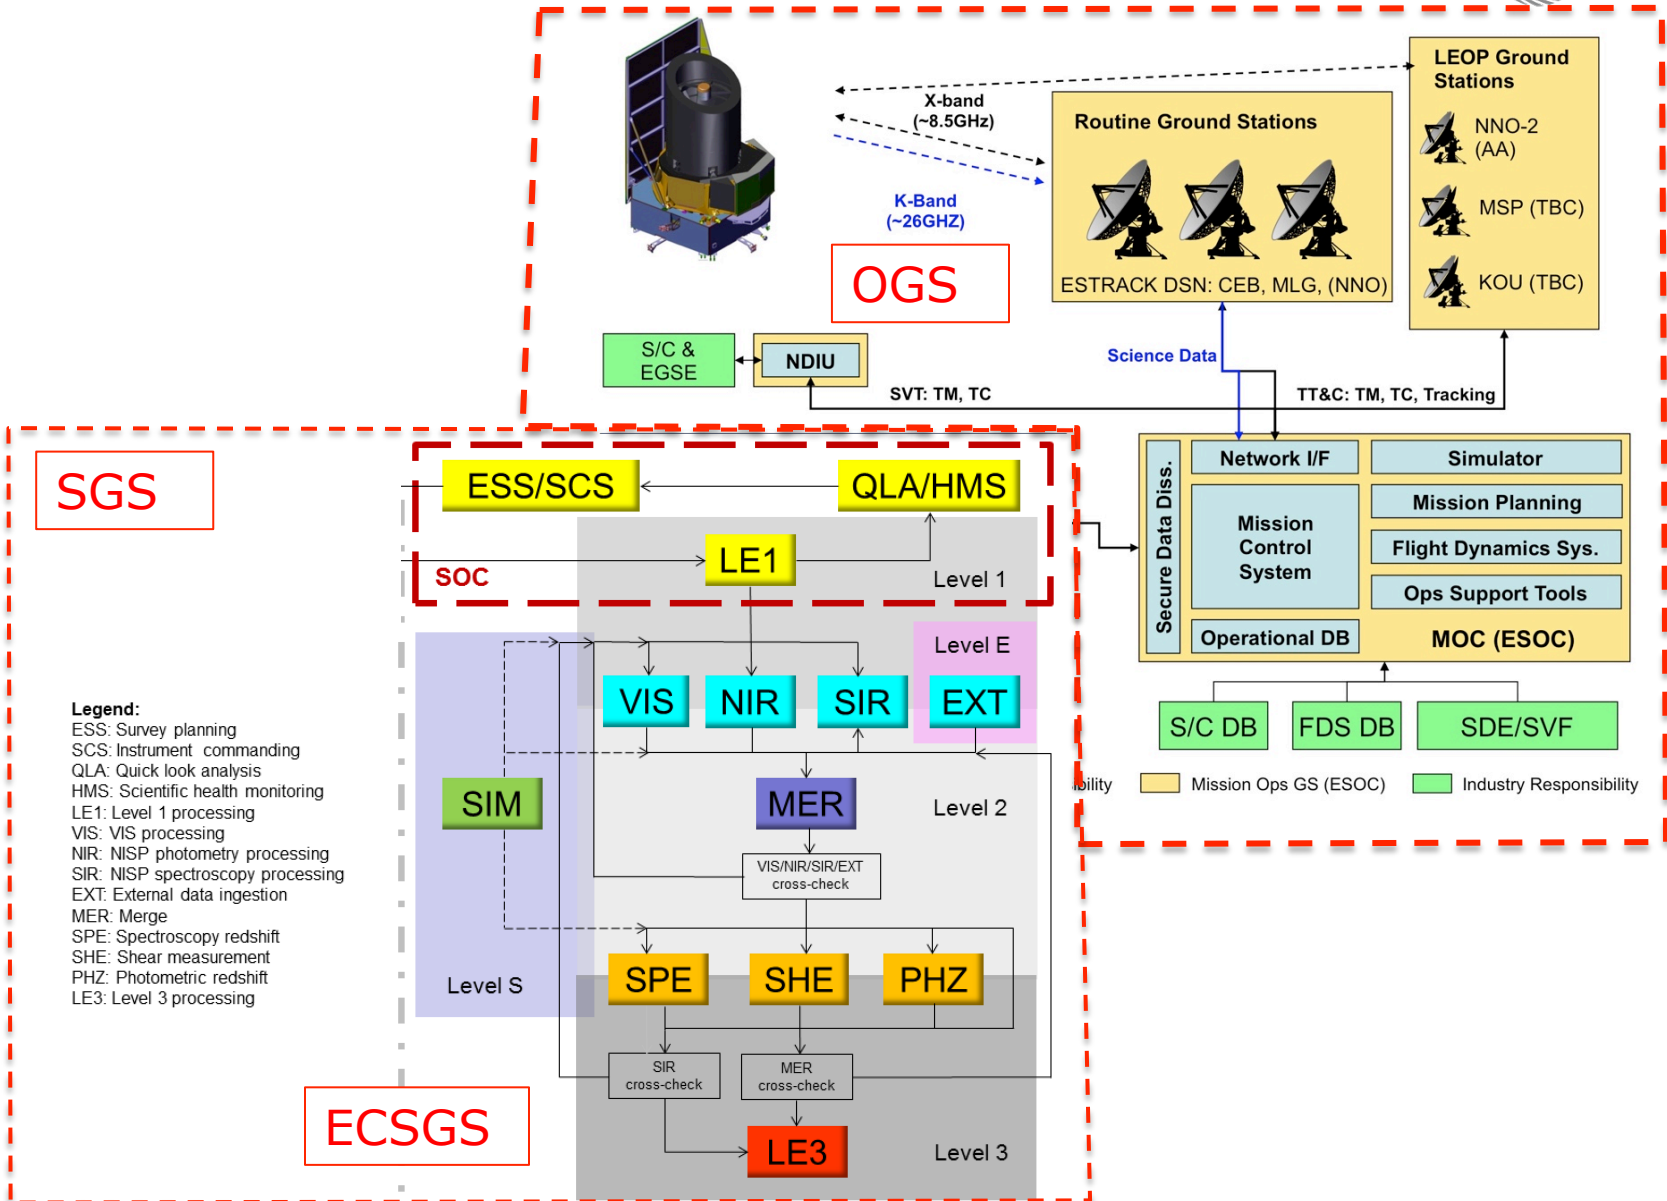 LEOP Ground
Stations
NNO-2
(AA)
MSP (TBC)
KOU (TBC)
X-band
(~8.5GHz)
K-Band
(~26GHZ)
Routine Ground Stations
ESTRACK DSN: CEB, MLG, (NNO)
OGS
S/C &
EGSE
NDIU
Science Data
SVT: TM, TC
TT&C: TM, TC, Tracking
SGS
ESS/SCS
QLA/HMS
LE1
SOC
Level 1
Secure Data Diss.
Network I/F
Simulator
Mission
Control
System
Mission Planning
Flight Dynamics Sys.
Ops Support Tools
Operational DB
MOC (ESOC)
Level E
VIS
NIR
SIR
EXT
S/C DB
FDS DB
SDE/SVF
Mission Ops GS (ESOC)
Industry Responsibility
Legend:
ESS: Survey planning
SCS: Instrument commanding
QLA: Quick look analysis
HMS: Scientific health monitoring
LE1: Level 1 processing
VIS: VIS processing
NIR: NISP photometry processing
SIR: NISP spectroscopy processing
EXT: External data ingestion
MER: Merge
SPE: Spectroscopy redshift
SHE: Shear measurement
PHZ: Photometric redshift
LE3: Level 3 processing
SIM
MER
Level 2
VIS/NIR/SIR/EXT
cross-check
Level S
SPE
SHE
PHZ
SIR
cross-check
MER
cross-check
ECSGS
LE3
Level 3